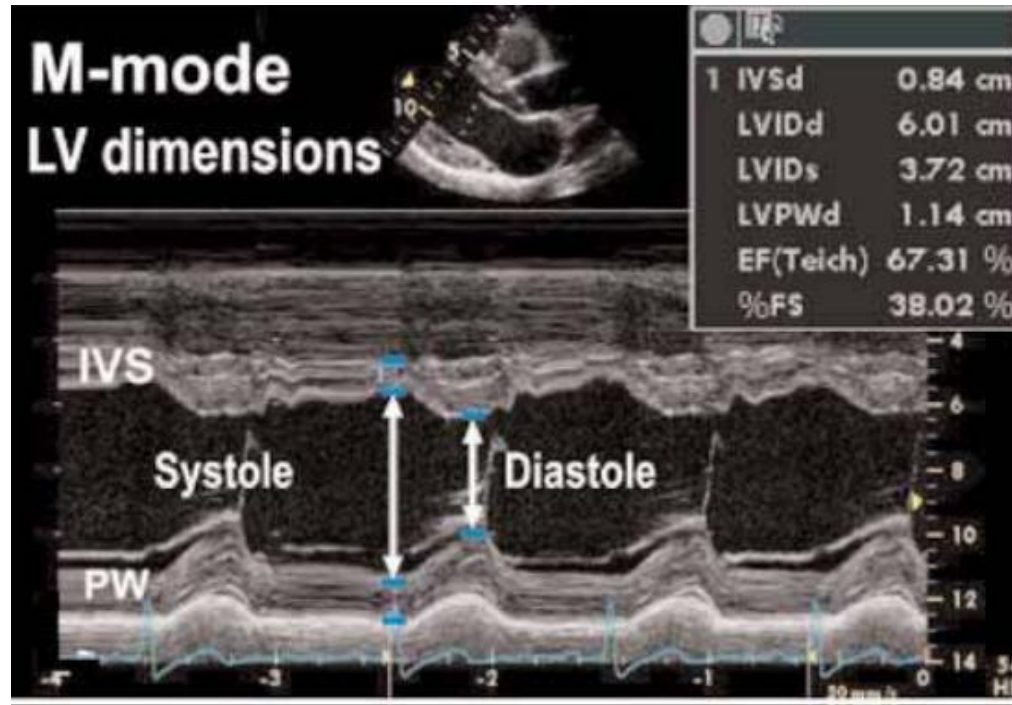 M-mode
LV dimensions
5
10
1 IVSd 0.84 cm
LVIDd 6.01 cm
LVIDs 3.72 cm
LVPWd 1.14 cm
EF(Teich) 67.31 %
%FS 38.02 %
IVS
Systole
Diastole
PW
4
6
8
10
12
14
-3
-2
-1
0